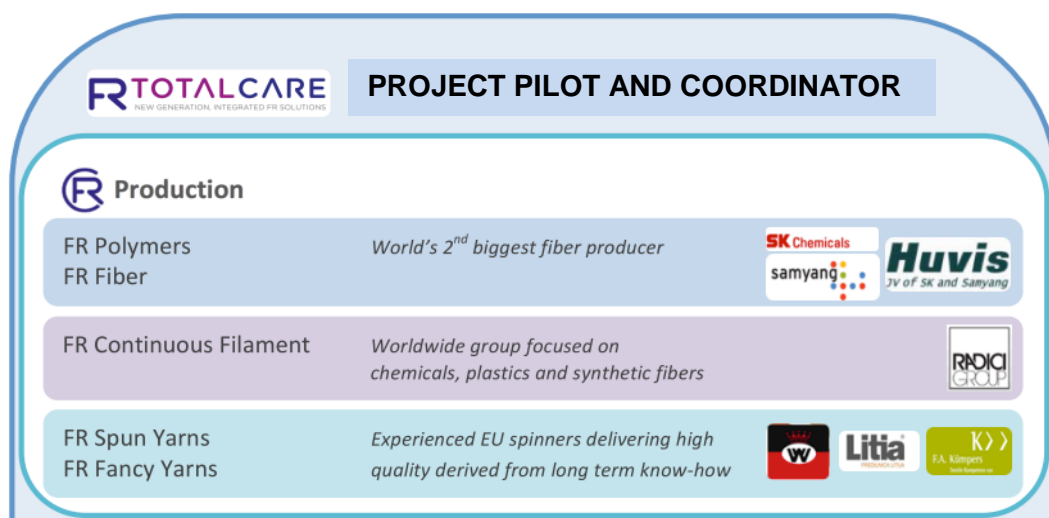 FR TOTALCARE
NEW GENERATION, INTEGRATED FR SOLUTIONS
PROJECT PILOT AND COORDINATOR
FR Production
FR Polymers
FR Fiber
World's 2nd biggest fiber producer
SK Chemicals
samyang
Huvis
JV of SK and Samyang
FR Continuous Filament
Worldwide group focused on
chemicals, plastics and synthetic fibers
RADICI
GROUP
FR Spun Yarns
FR Fancy Yarns
Experienced EU spinners delivering high
quality derived from long term know-how
W
Litia
PREDILNICA LITIJA
K>>
F.A. Kümpers